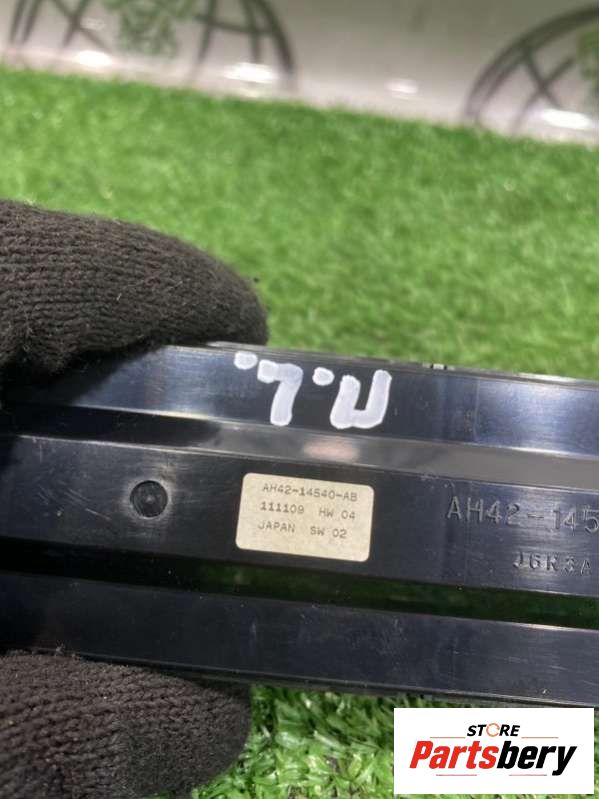 AH42-14540-AB
111109 HW 04
JAPAN SW 02
AH42-145
J6R3A
STORE
Partsbery